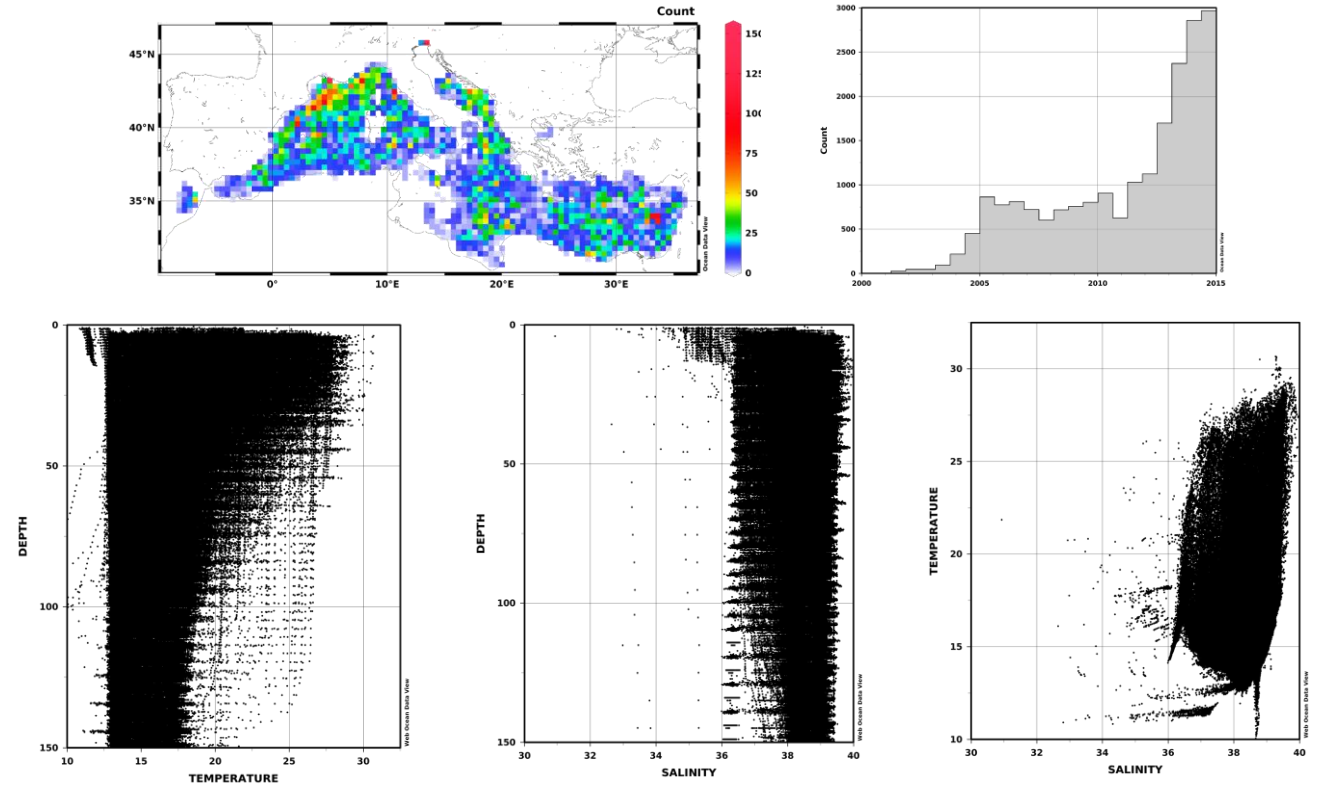 Count
45°N
40°N
35°N
0°
10°E
20°E
30°E
Ocean Data View
150
125
100
75
50
25
0
Count
3000
2500
2000
1500
1000
500
0
2000
2005
2010
2015
Ocean Data View
DEPTH
0
50
100
150
10
15
20
25
30
TEMPERATURE
Web Ocean Data View
DEPTH
0
50
100
150
30
32
34
36
38
40
SALINITY
Web Ocean Data View
TEMPERATURE
30
25
20
15
10
30
32
34
36
38
40
SALINITY
Web Ocean Data View